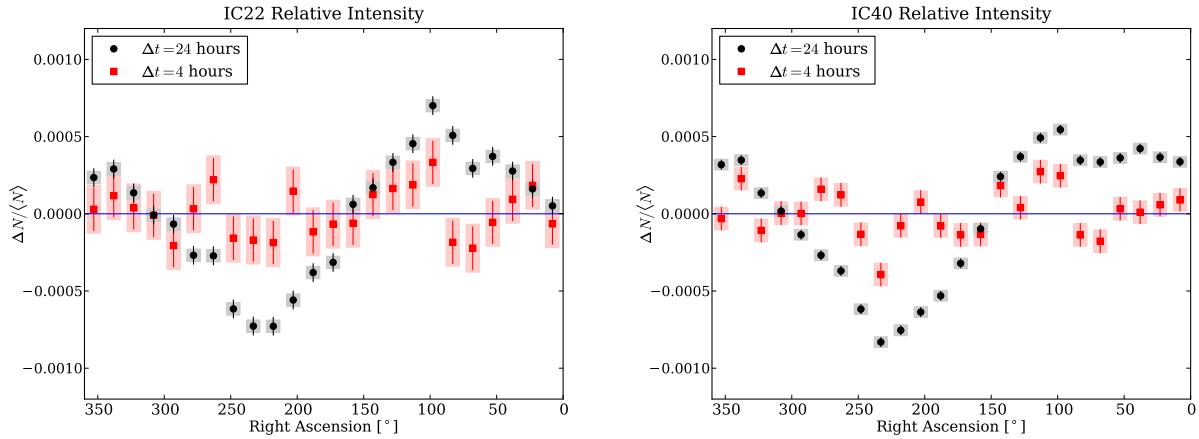 IC22 Relative Intensity
Δt = 24 hours
Δt = 4 hours
0.0010
0.0005
0.0000
−0.0005
−0.0010
ΔN/⟨N⟩
350 300 250 200 150 100 50 0
Right Ascension [°]
IC40 Relative Intensity
Δt = 24 hours
Δt = 4 hours
0.0010
0.0005
0.0000
−0.0005
−0.0010
ΔN/⟨N⟩
350 300 250 200 150 100 50 0
Right Ascension [°]